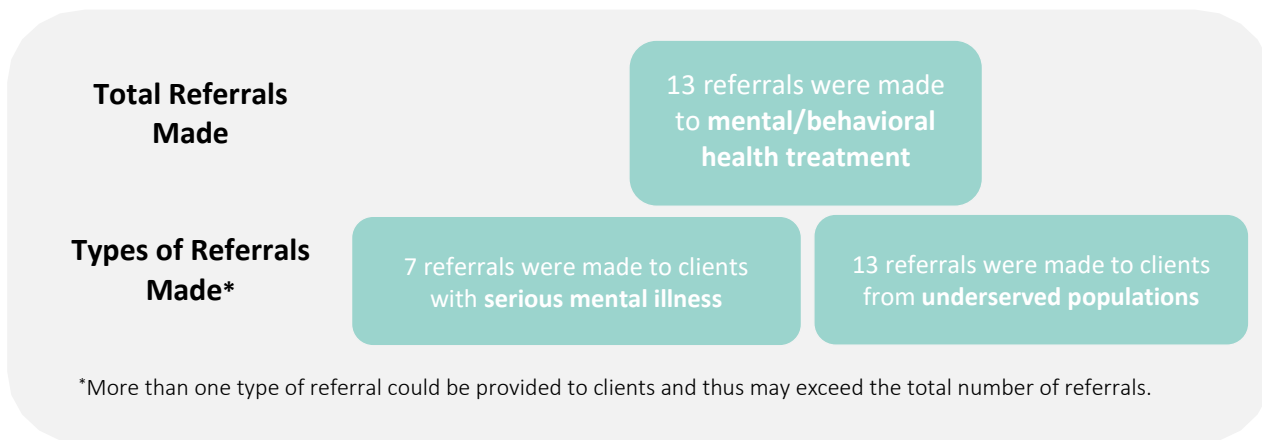 Total Referrals
Made
13 referrals were made
to mental/behavioral
health treatment
Types of Referrals
Made*
7 referrals were made to clients
with serious mental illness
13 referrals were made to clients
from underserved populations
*More than one type of referral could be provided to clients and thus may exceed the total number of referrals.